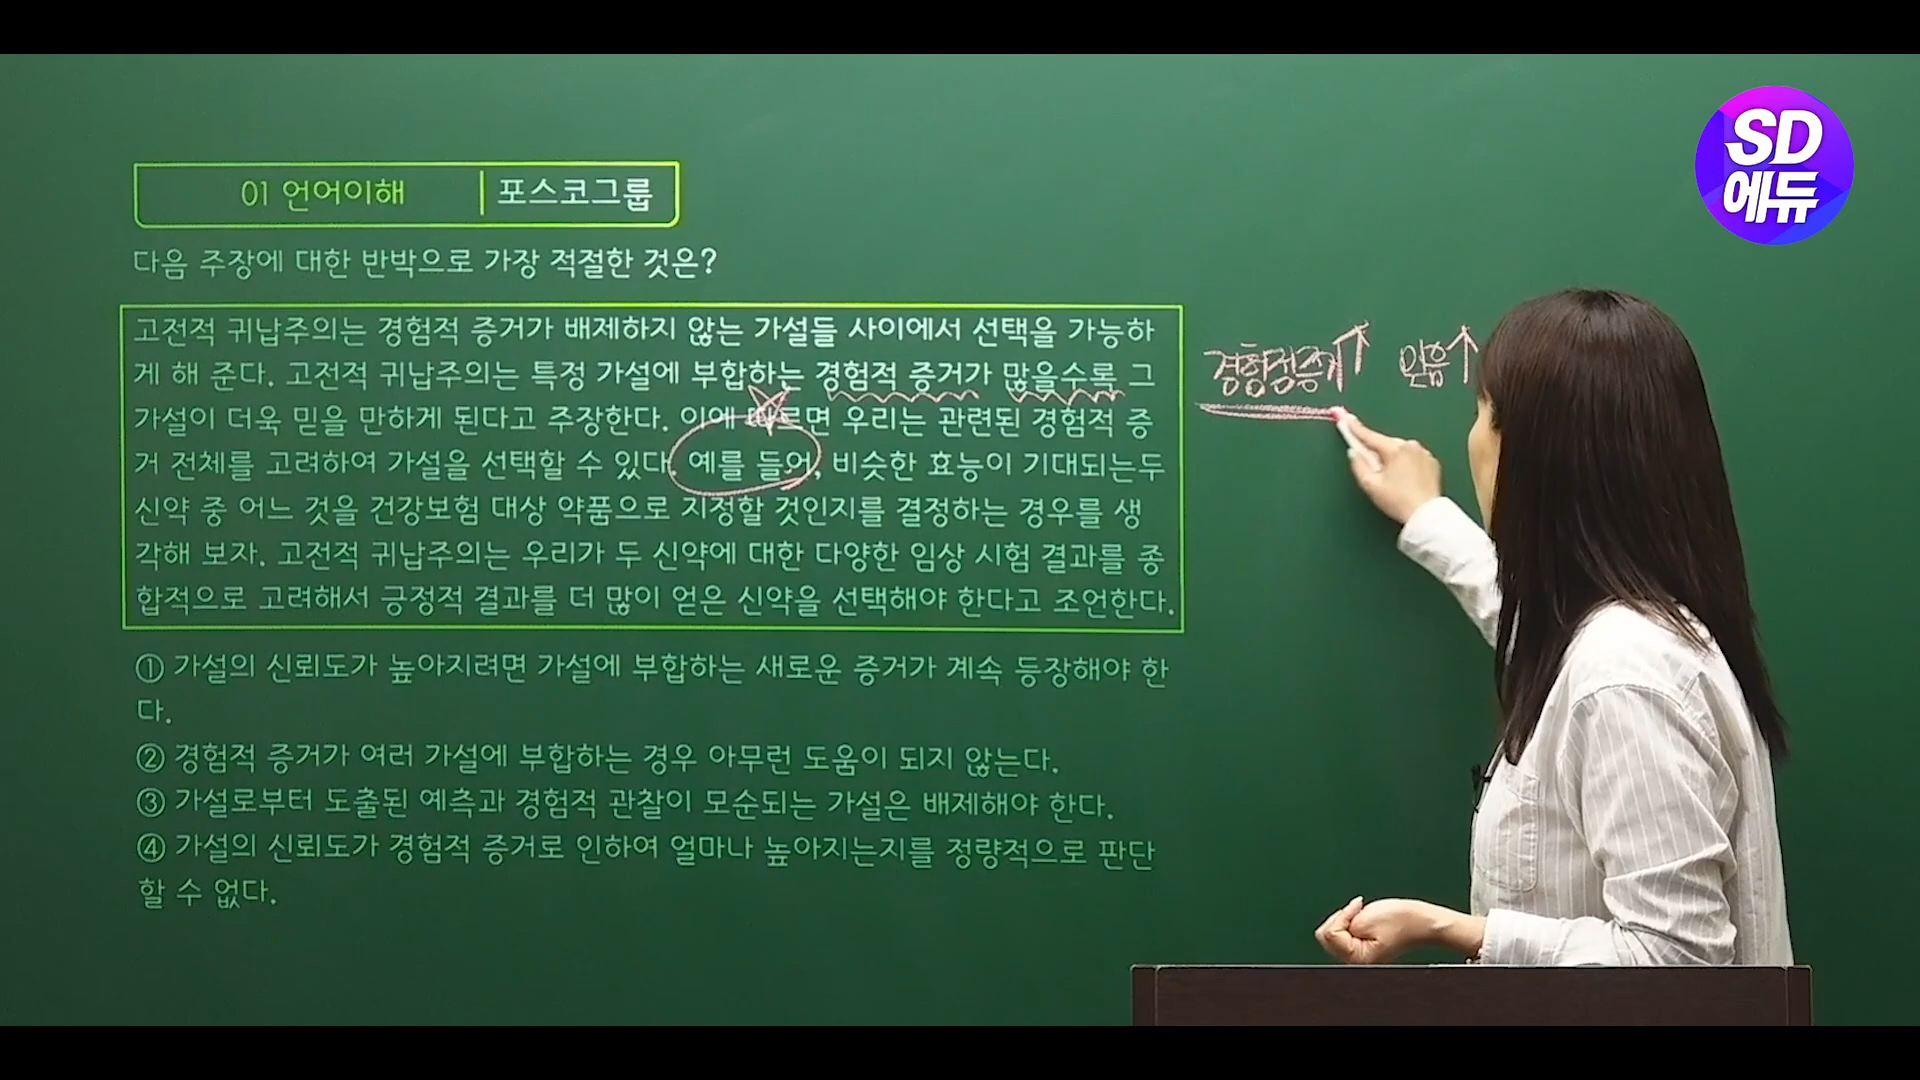 SD
에듀
01 언어이해 포스코그룹
다음 주장에 대한 반박으로 가장 적절한 것은?
고전적 귀납주의는 경험적 증거가 배제하지 않는 가설들 사이에서 선택을 가능하
게 해 준다. 고전적 귀납주의는 특정 가설에 부합하는 경험적 증거가 많을수록 그
가설이 더욱 믿을 만하게 된다고 주장한다. 이에 따르면 우리는 관련된 경험적 증
거 전체를 고려하여 가설을 선택할 수 있다. 예를 들어, 비슷한 효능이 기대되는두
신약 중 어느 것을 건강보험 대상 약품으로 지정할 것인지를 결정하는 경우를 생
각해 보자. 고전적 귀납주의는 우리가 두 신약에 대한 다양한 임상 시험 결과를 종
합적으로 고려해서 긍정적 결과를 더 많이 얻은 신약을 선택해야 한다고 조언한다.
경험적증거↑ 믿음↑
① 가설의 신뢰도가 높아지려면 가설에 부합하는 새로운 증거가 계속 등장해야 한
다.
② 경험적 증거가 여러 가설에 부합하는 경우 아무런 도움이 되지 않는다.
③ 가설로부터 도출된 예측과 경험적 관찰이 모순되는 가설은 배제해야 한다.
④ 가설의 신뢰도가 경험적 증거로 인하여 얼마나 높아지는지를 정량적으로 판단
할 수 없다.